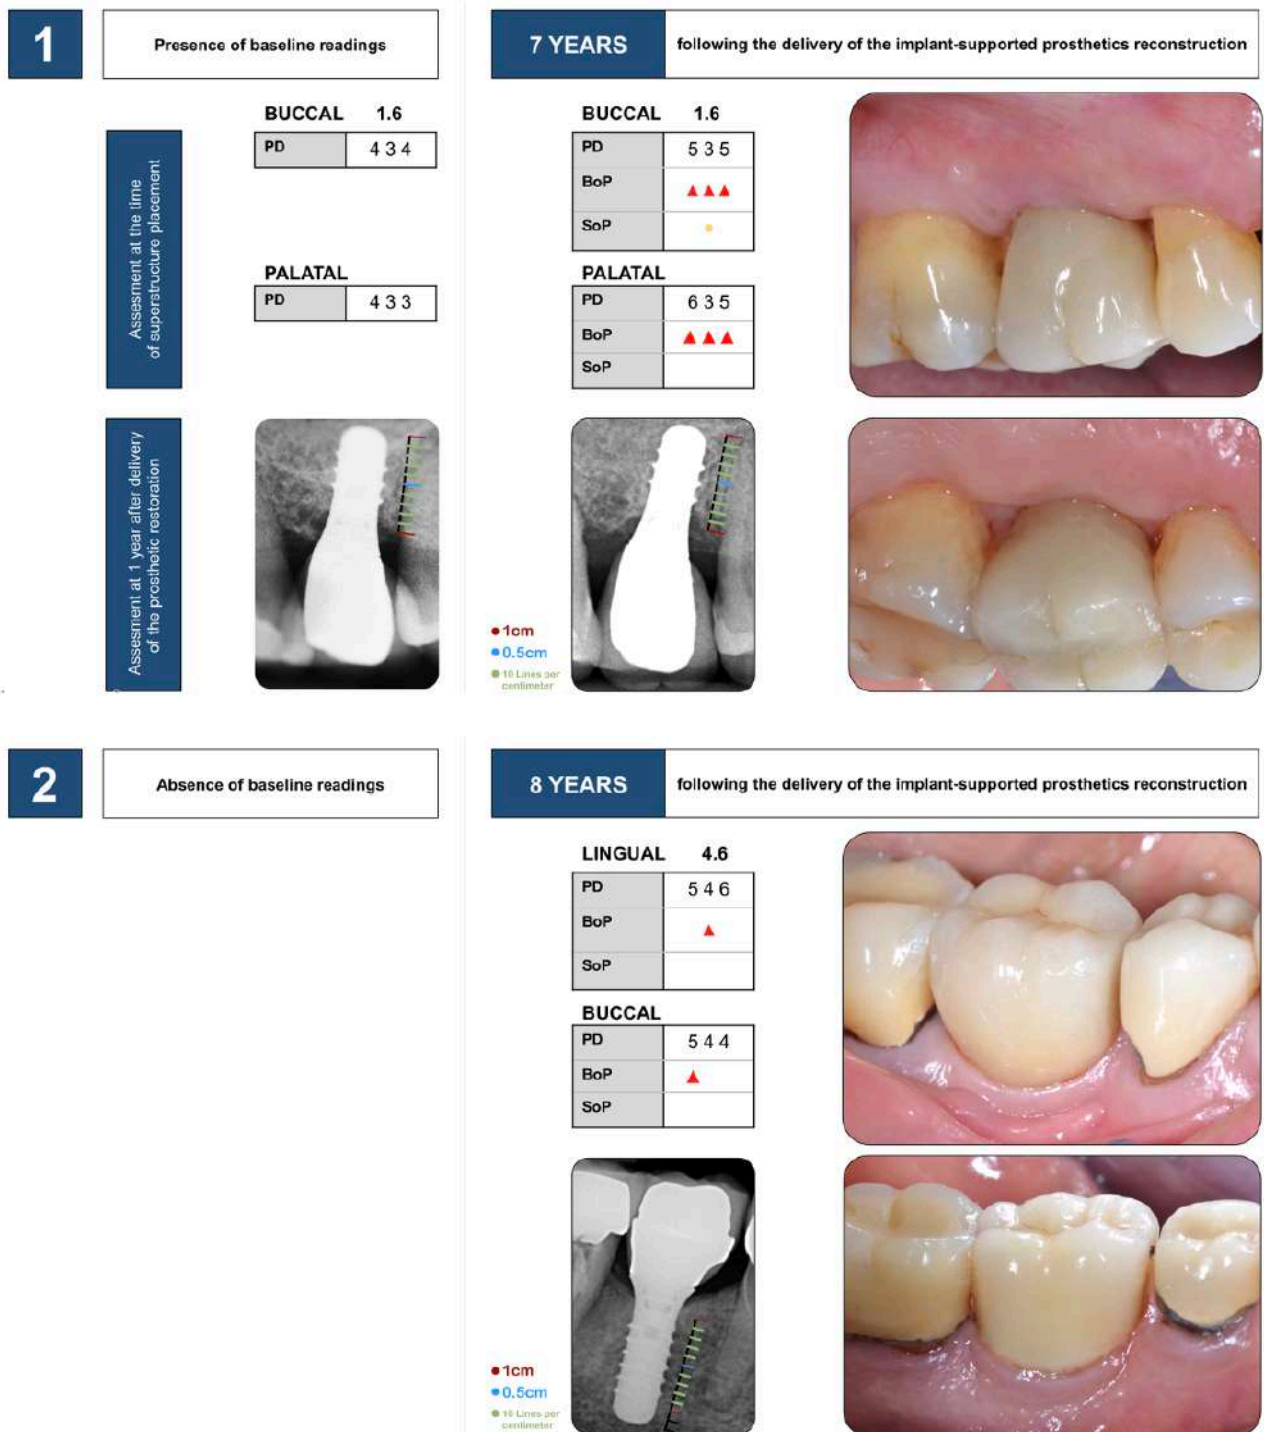 1
Presence of baseline readings
7 YEARS
following the delivery of the implant-supported prosthetics reconstruction
Assesment at the time
of superstructure placement
BUCCAL 1.6
PD 4 3 4
PALATAL
PD 4 3 3
BUCCAL 1.6
PD 5 3 5
BoP
SoP
PALATAL
PD 6 3 5
BoP
SoP
Assesment at 1 year after delivery
of the prosthetic restoration
1cm
0.5cm
10 Lines per
centimeter
2
Absence of baseline readings
8 YEARS
following the delivery of the implant-supported prosthetics reconstruction
LINGUAL 4.6
PD 5 4 6
BoP
SoP
BUCCAL
PD 5 4 4
BoP
SoP
1cm
0.5cm
10 Lines per
centimeter